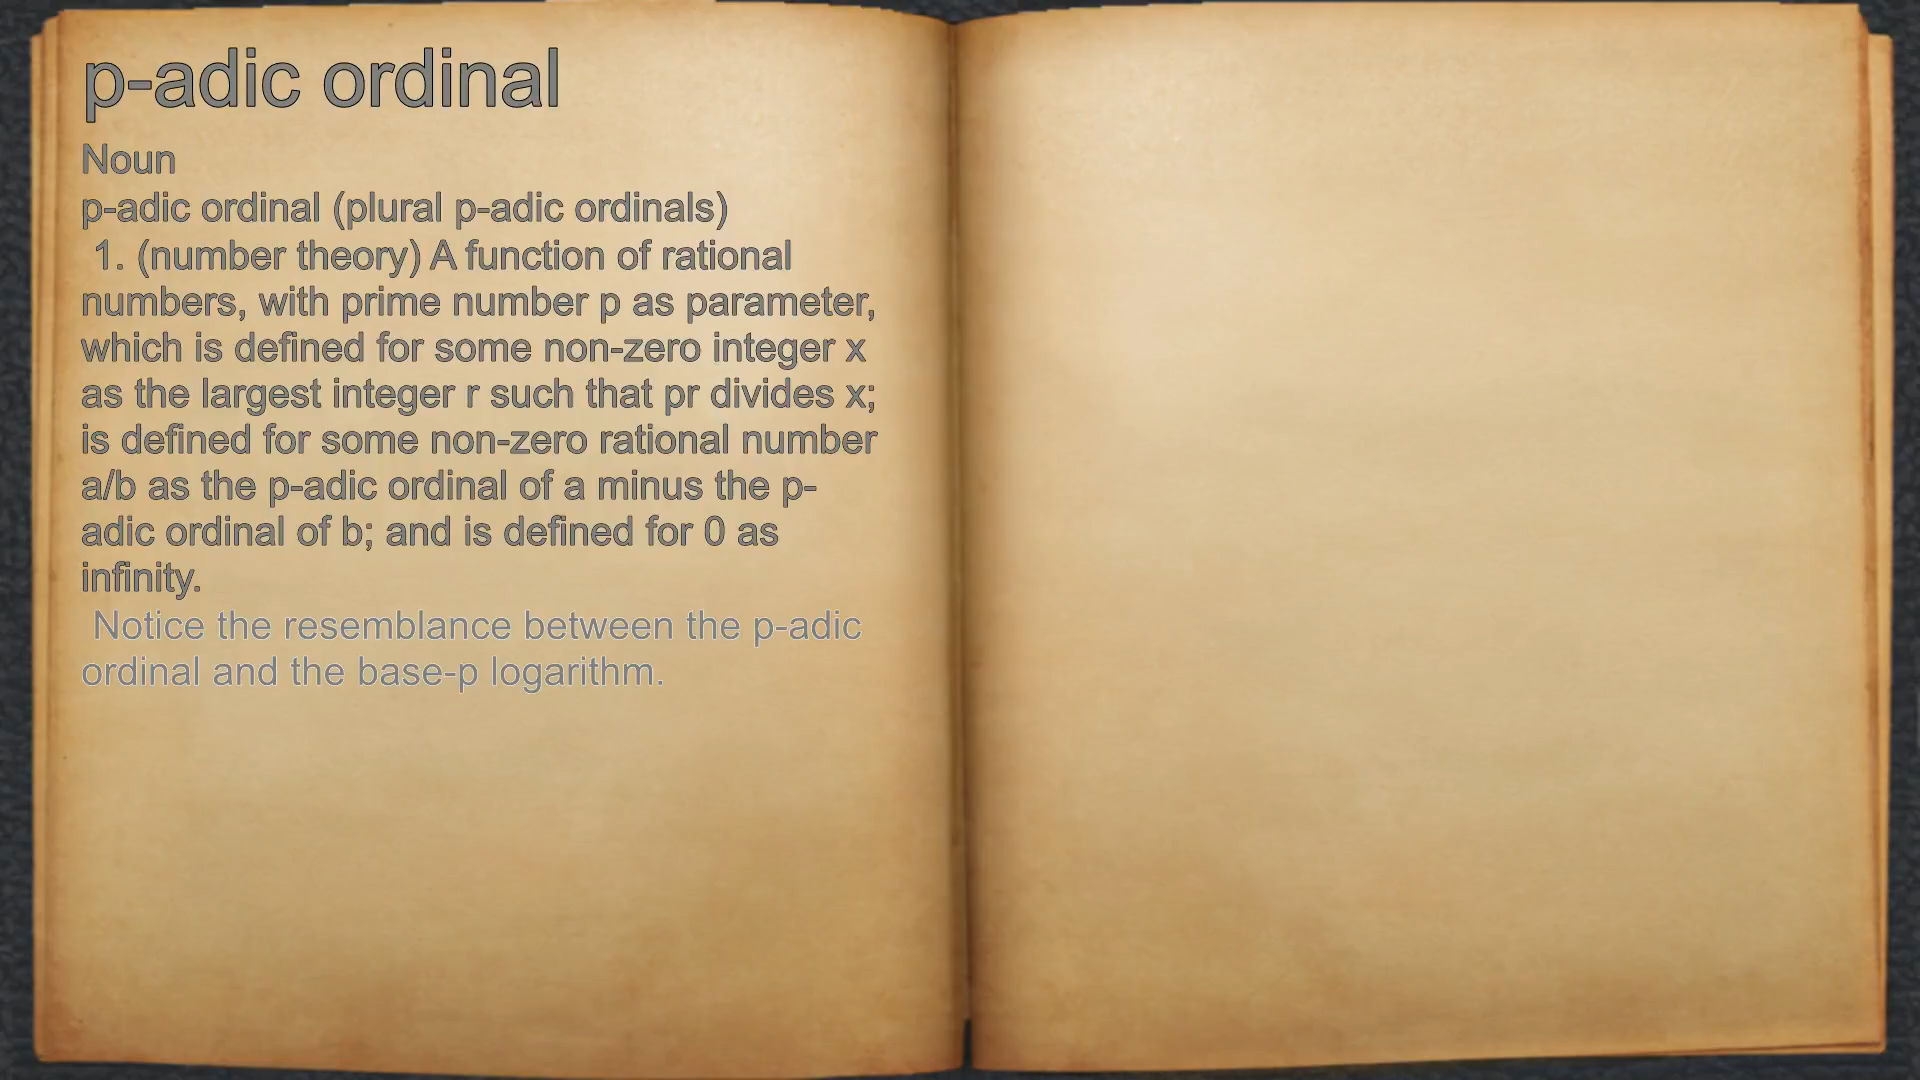 p-adic ordinal
Noun
p-adic ordinal (plural p-adic ordinals)
1. (number theory) A function of rational
numbers, with prime number p as parameter,
which is defined for some non-zero integer x
as the largest integer r such that pr divides x;
is defined for some non-zero rational number
a/b as the p-adic ordinal of a minus the p-
adic ordinal of b; and is defined for 0 as
infinity.
Notice the resemblance between the p-adic
ordinal and the base-p logarithm.